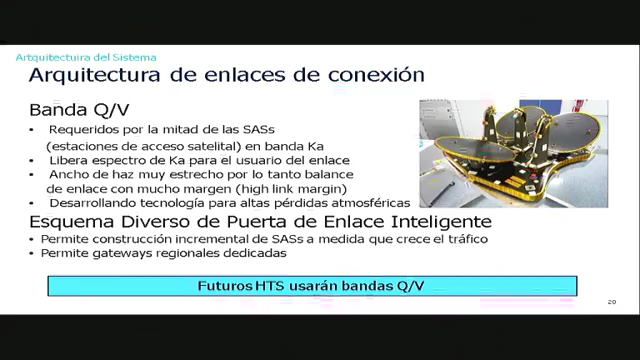 Artquitectuira del Sistema
Arquitectura de enlaces de conexión
Banda Q/V
• Requeridos por la mitad de las SASs
(estaciones de acceso satelital) en banda Ka
• Libera espectro de Ka para el usuario del enlace
• Ancho de haz muy estrecho por lo tanto balance
de enlace con mucho margen (high link margin)
• Desarrollando tecnología para altas pérdidas atmosféricas
Esquema Diverso de Puerta de Enlace Inteligente
• Permite construcción incremental de SASs a medida que crece el tráfico
• Permite gateways regionales dedicadas
Futuros HTS usarán bandas Q/V
20